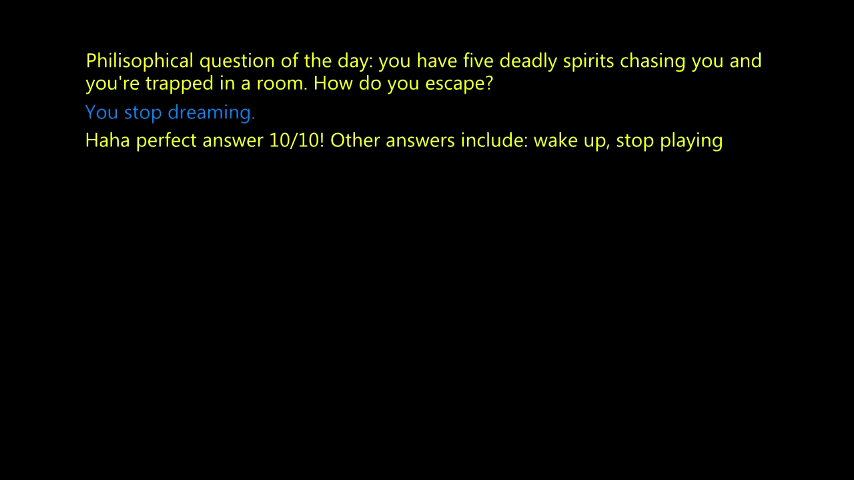 Philisophical question of the day: you have five deadly spirits chasing you and
you're trapped in a room. How do you escape?
You stop dreaming.
Haha perfect answer 10/10! Other answers include: wake up, stop playing